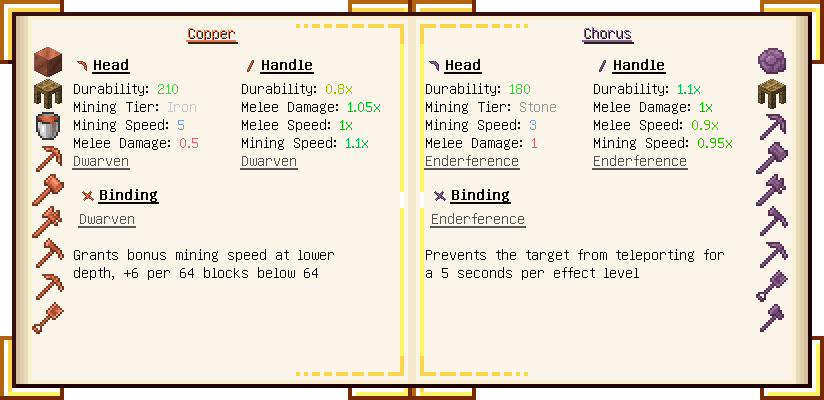 Copper
Head
Durability: 210
Mining Tier: Iron
Mining Speed: 5
Melee Damage: 0.5
Dwarven
Handle
Durability: 0.8x
Melee Damage: 1.05x
Melee Speed: 1x
Mining Speed: 1.1x
Dwarven
Binding
Dwarven
Grants bonus mining speed at lower
depth, +6 per 64 blocks below 64
Chorus
Head
Durability: 180
Mining Tier: Stone
Mining Speed: 3
Melee Damage: 1
Enderference
Handle
Durability: 1.1x
Melee Damage: 1x
Melee Speed: 0.9x
Mining Speed: 0.95x
Enderference
Binding
Enderference
Prevents the target from teleporting for
a 5 seconds per effect level